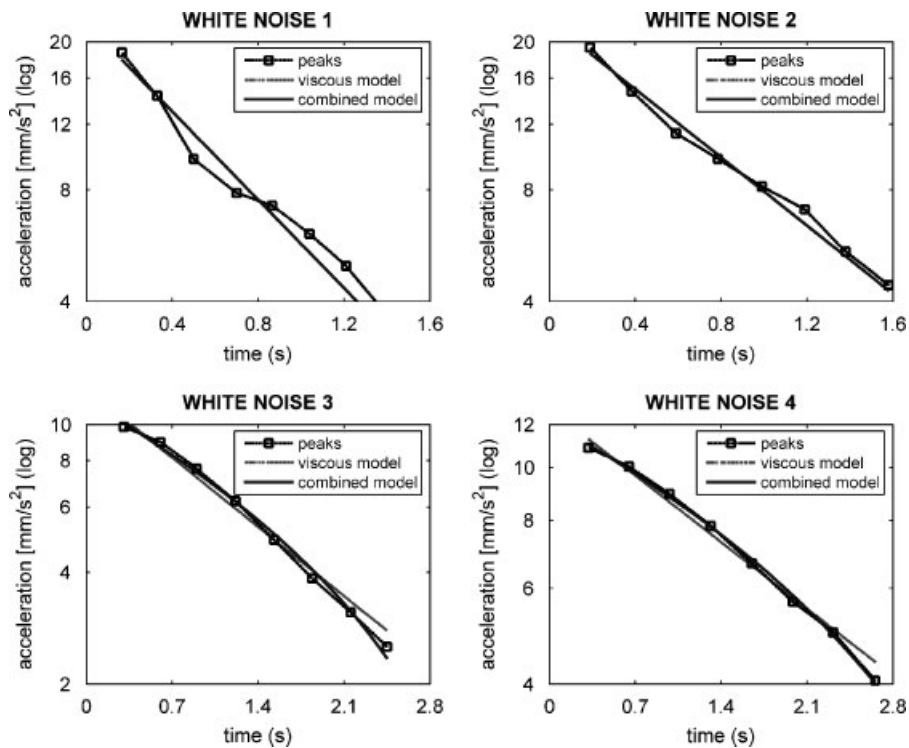 WHITE NOISE 1
acceleration [mm/s²] (log)
20
16
12
8
4
peaks
viscous model
combined model
0 0.4 0.8 1.2 1.6
time (s)
WHITE NOISE 2
acceleration [mm/s²] (log)
20
16
12
8
4
peaks
viscous model
combined model
0 0.4 0.8 1.2 1.6
time (s)
WHITE NOISE 3
acceleration [mm/s²] (log)
10
8
6
4
2
peaks
viscous model
combined model
0 0.7 1.4 2.1 2.8
time (s)
WHITE NOISE 4
acceleration [mm/s²] (log)
12
10
8
6
4
peaks
viscous model
combined model
0 0.7 1.4 2.1 2.8
time (s)